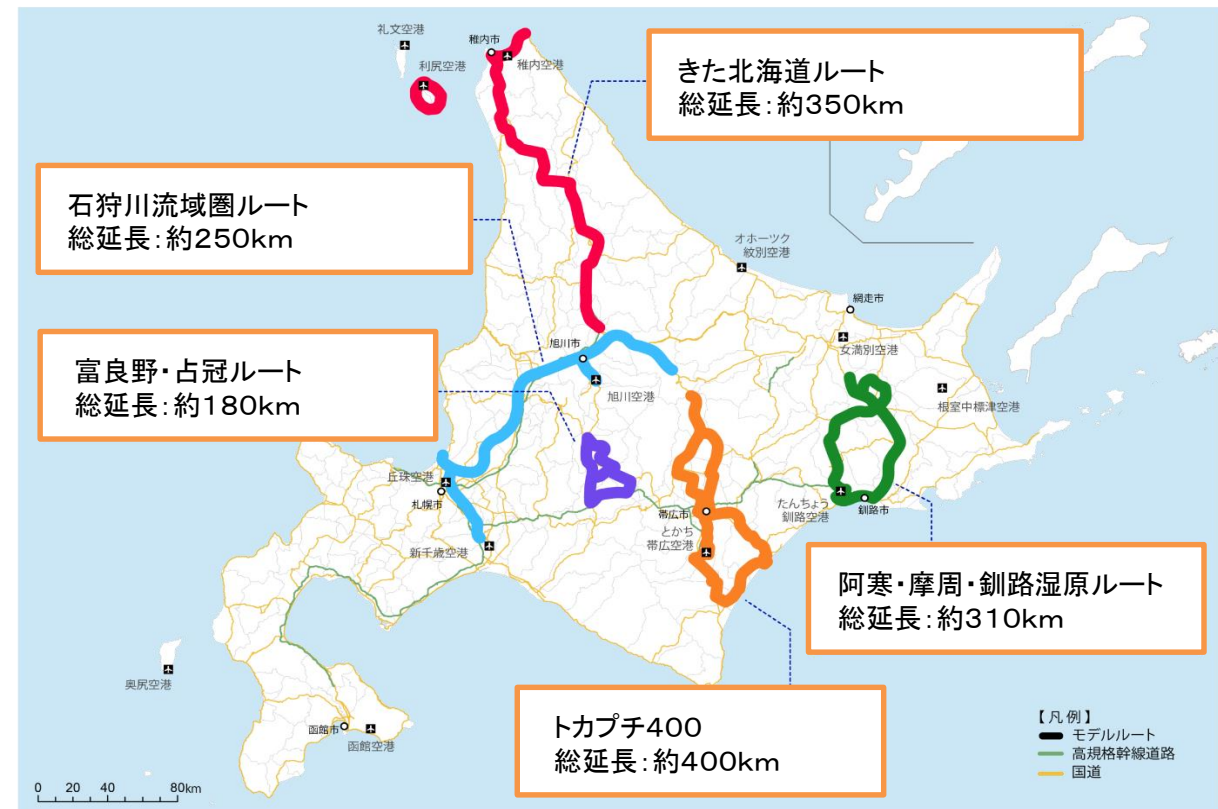 礼文空港
稚内市
稚内空港
利尻空港
きた北海道ルート
総延長：約350km
石狩川流域圏ルート
総延長：約250km
オホーツク
紋別空港
網走市
女満別空港
旭川市
旭川空港
根室中標津空港
富良野・占冠ルート
総延長：約180km
丘珠空港
札幌市
新千歳空港
帯広市
とかち
帯広空港
たんちょう
釧路空港
釧路市
阿寒・摩周・釧路湿原ルート
総延長：約310km
奥尻空港
函館市
函館空港
トカプチ400
総延長：約400km
【凡例】
モデルルート
高規格幹線道路
国道
0 20 40 80km